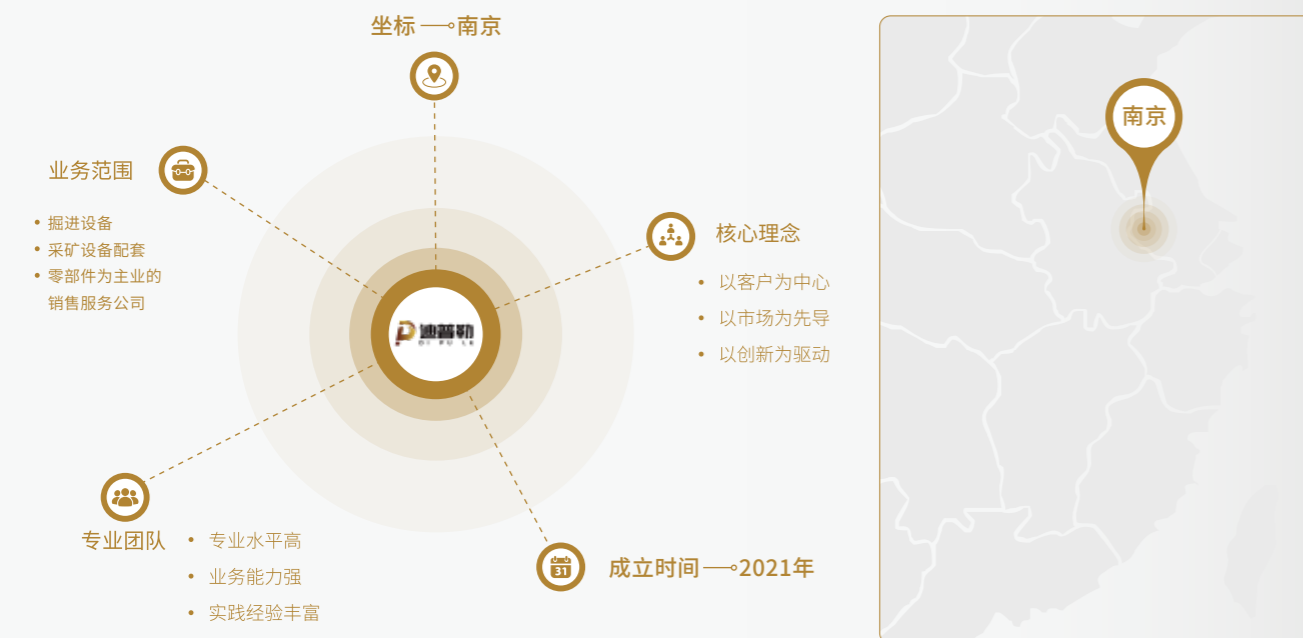 坐标 南京
业务范围
• 掘进设备
• 采矿设备配套
• 零部件为主业的
销售服务公司
核心理念
• 以客户为中心
• 以市场为先导
• 以创新为驱动
迪普勒
DI PU LE
专业团队
• 专业水平高
• 业务能力强
• 实践经验丰富
31
成立时间 2021年
南京